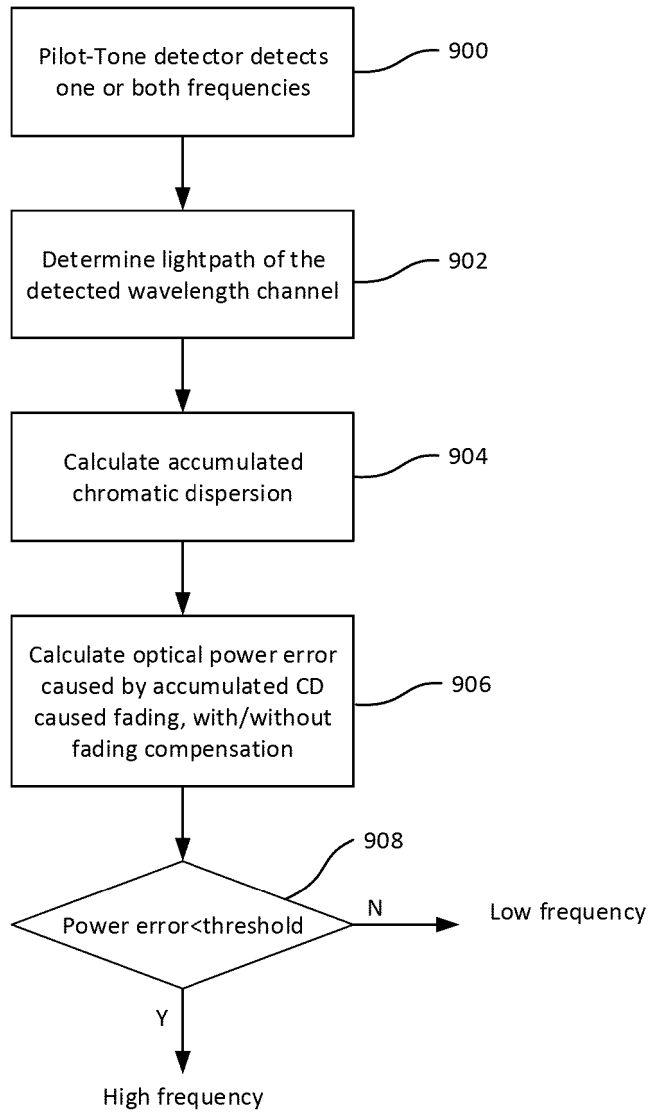 Pilot-Tone detector detects
one or both frequencies
900
Determine lightpath of the
detected wavelength channel
902
Calculate accumulated
chromatic dispersion
904
Calculate optical power error
caused by accumulated CD
caused fading, with/without
fading compensation
906
908
Power error<threshold
N
Low frequency
Y
High frequency